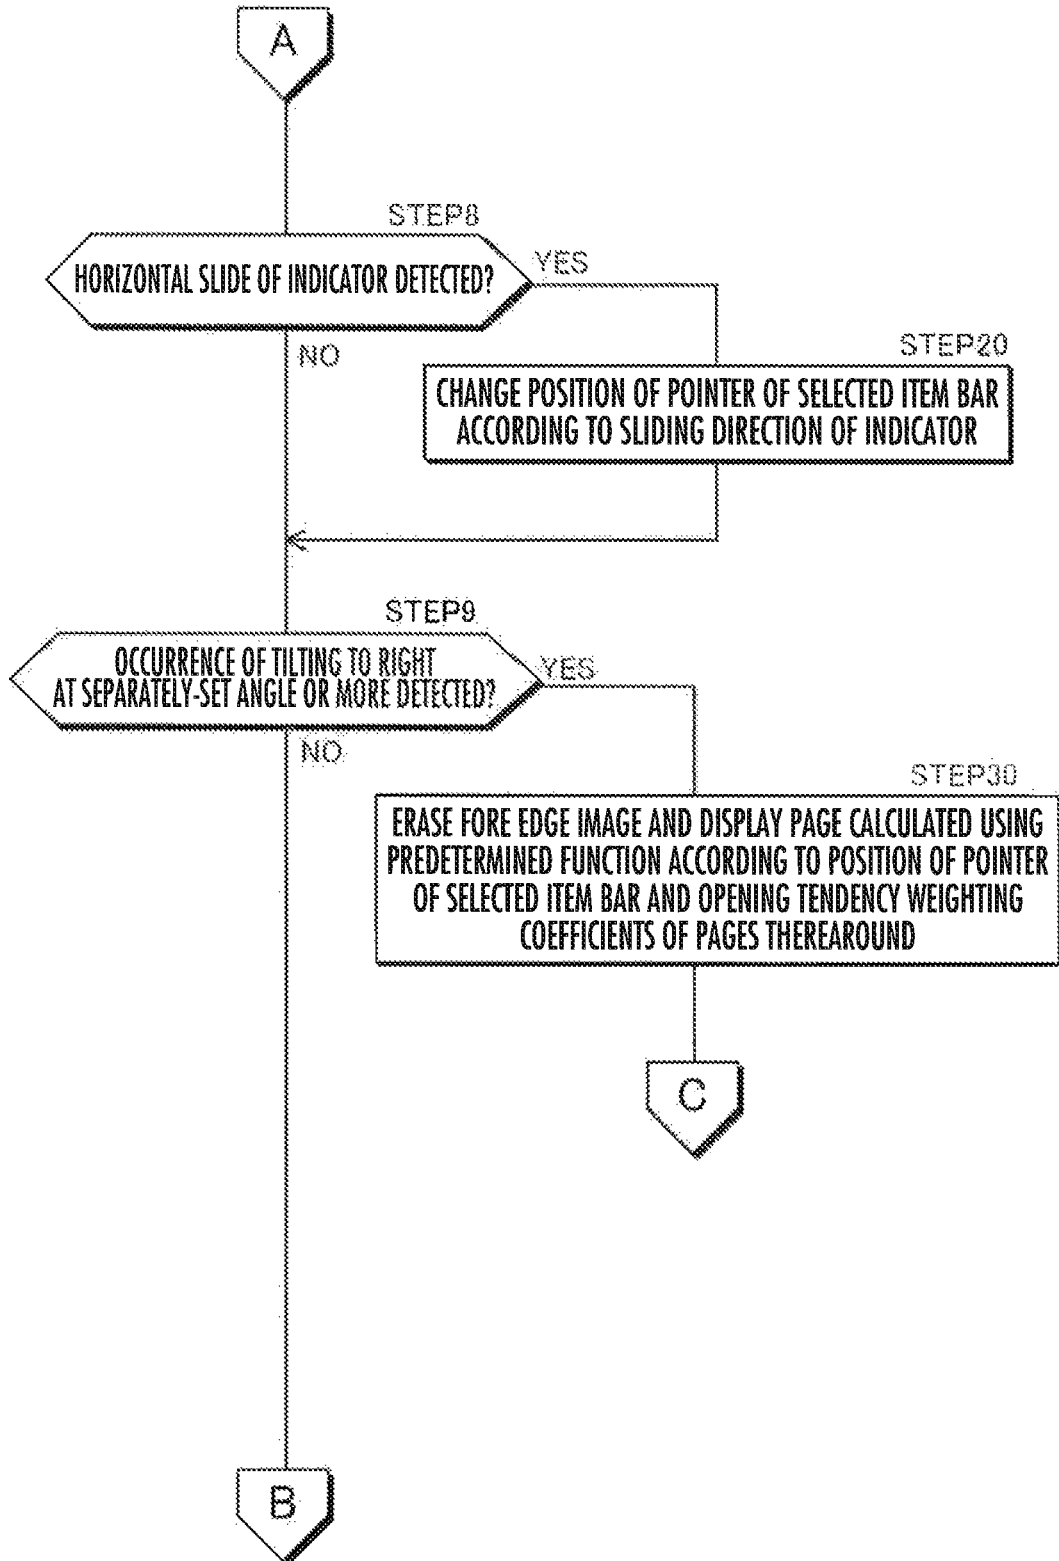 A
STEP8
HORIZONTAL SLIDE OF INDICATOR DETECTED?
YES
NO
STEP20
CHANGE POSITION OF POINTER OF SELECTED ITEM BAR
ACCORDING TO SLIDING DIRECTION OF INDICATOR
STEP9
OCCURRENCE OF TILTING TO RIGHT
AT SEPARATELY-SET ANGLE OR MORE DETECTED?
YES
NO
STEP30
ERASE FORE EDGE IMAGE AND DISPLAY PAGE CALCULATED USING
PREDETERMINED FUNCTION ACCORDING TO POSITION OF POINTER
OF SELECTED ITEM BAR AND OPENING TENDENCY WEIGHTING
COEFFICIENTS OF PAGES THEREAROUND
C
B